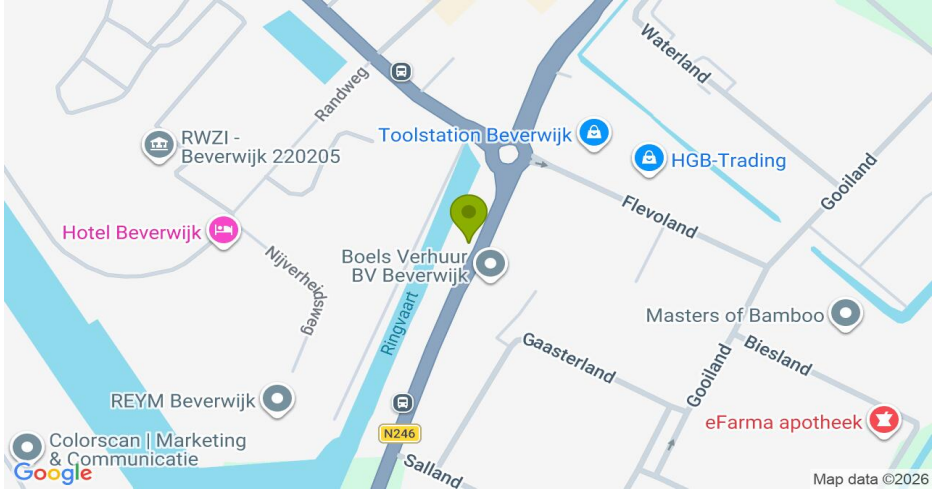 Waterland
Randweg
Toolstation Beverwijk
RWZI -
Beverwijk 220205
HGB-Trading
Gooiland
Flevoland
Hotel Beverwijk
Nijverheidsweg
Boels Verhuur
BV Beverwijk
Ringvaart
Masters of Bamboo
Gaasterland
Biesland
Gooiland
REYM Beverwijk
eFarma apotheek
N246
Colorscan | Marketing
& Communicatie
Salland
Google
Map data ©2026